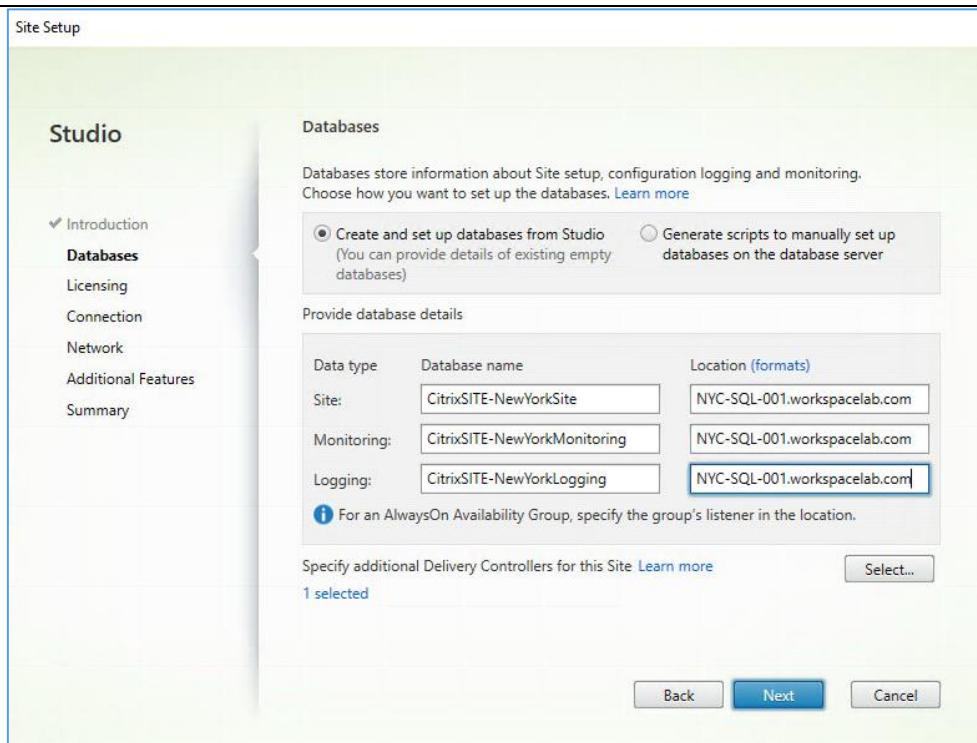 Site Setup
Studio
Introduction
Databases
Licensing
Connection
Network
Additional Features
Summary
Databases
Databases store information about Site setup, configuration logging and monitoring.
Choose how you want to set up the databases. Learn more
Create and set up databases from Studio
(You can provide details of existing empty
databases)
Generate scripts to manually set up
databases on the database server
Provide database details
Data type Database name Location (formats)
Site: CitrixSITE-NewYorkSite NYC-SQL-001.workspacelab.com
Monitoring: CitrixSITE-NewYorkMonitoring NYC-SQL-001.workspacelab.com
Logging: CitrixSITE-NewYorkLogging NYC-SQL-001.workspacelab.com
For an AlwaysOn Availability Group, specify the group's listener in the location.
Specify additional Delivery Controllers for this Site Learn more Select...
1 selected
Back Next Cancel